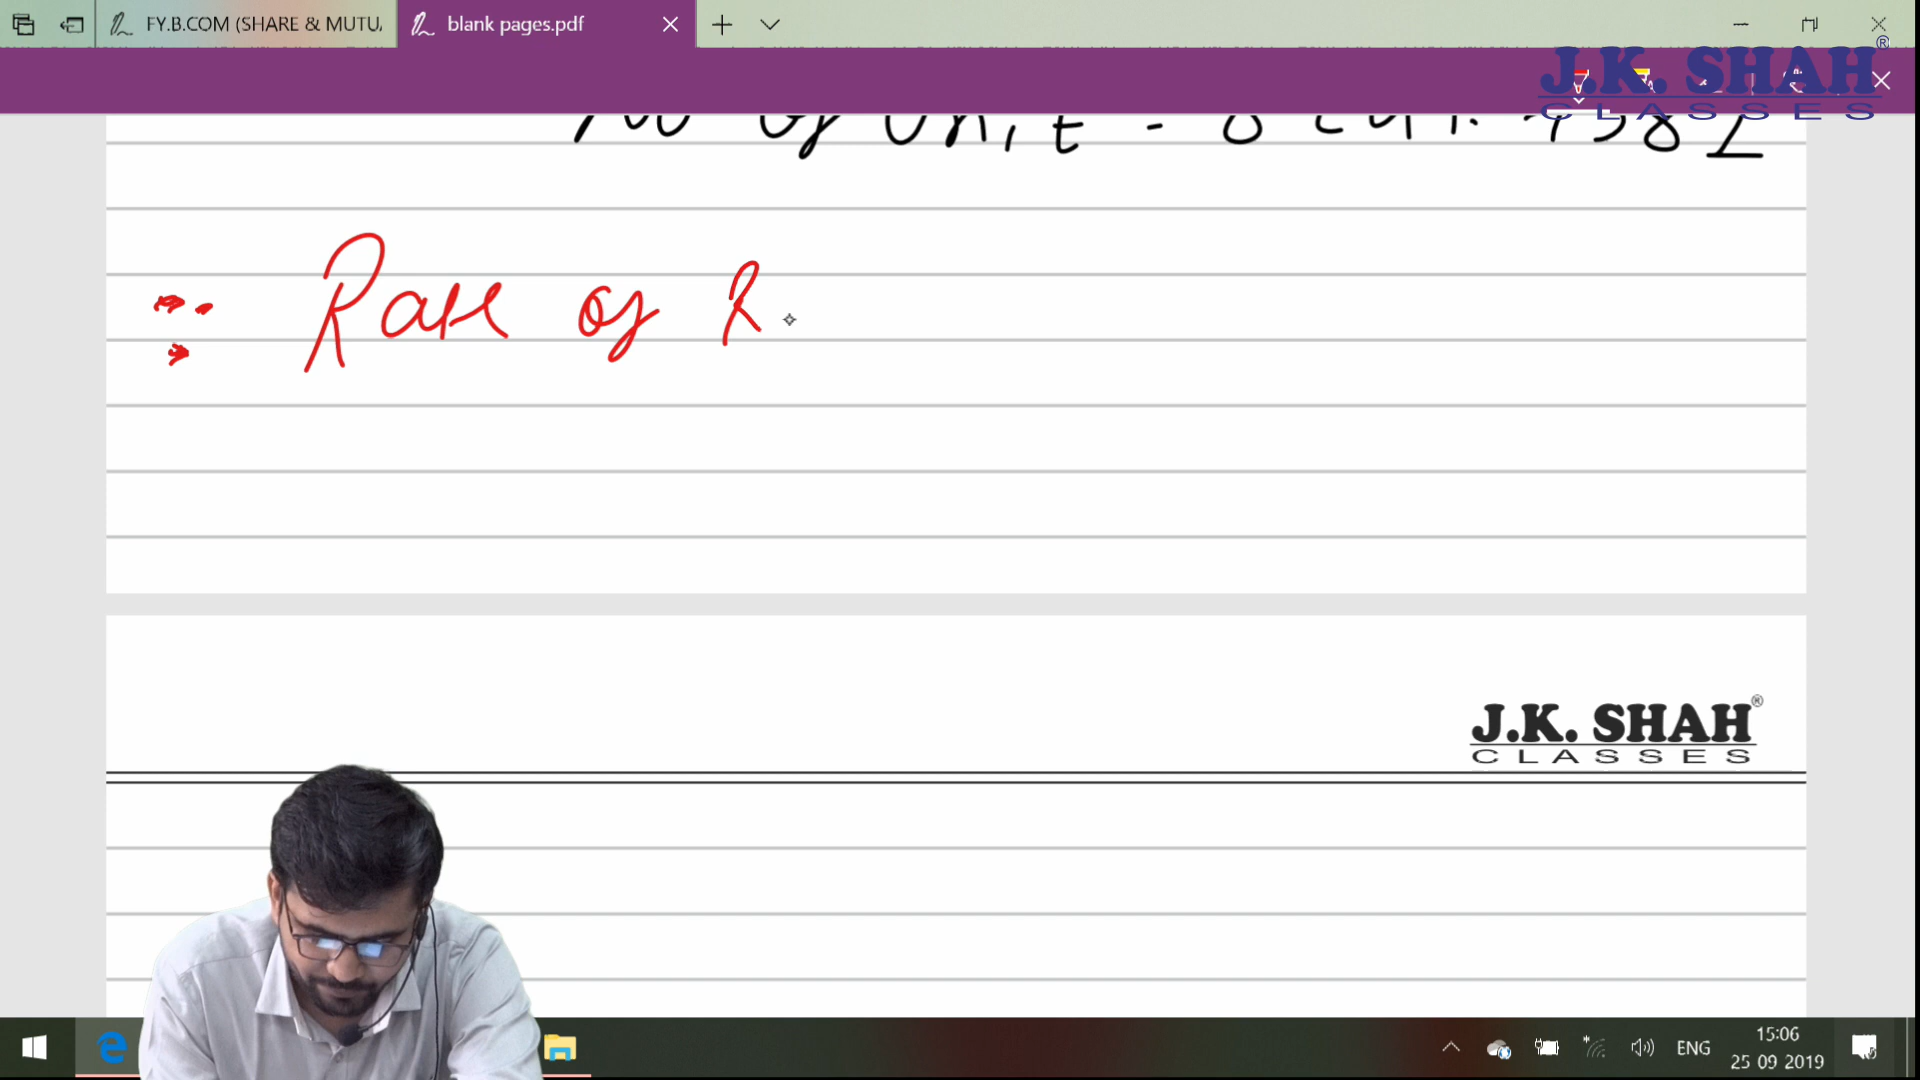 FY.B.COM (SHARE & MUTU
blank pages.pdf
J.K. SHAH®
CLASSES
Rate of R
J.K. SHAH®
CLASSES
ENG
15:06
25 09 2019